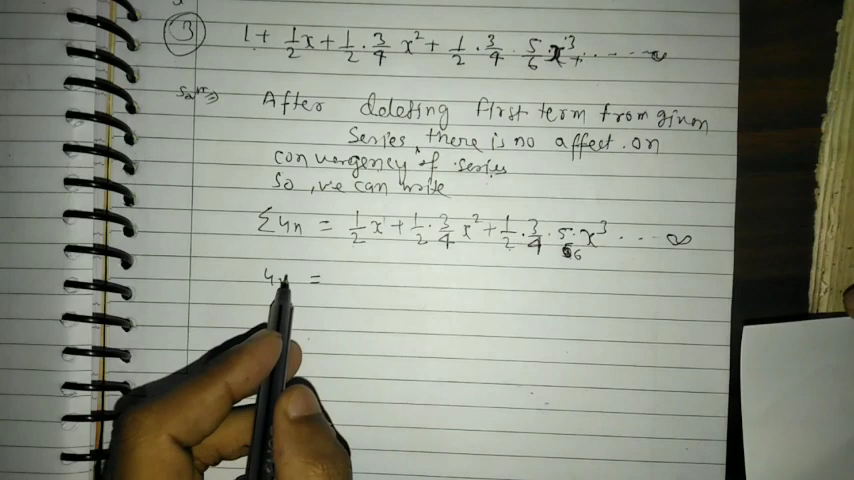 3 1 + 1/2 x + 1/2 · 3/4 x² + 1/2 · 3/4 · 5/6 x³ + ...... ∞
Solⁿ⇒ After deleting first term from given
series, there is no affect on
convergency of series
So, we can write
Σun = 1/2 x + 1/2 · 3/4 x² + 1/2 · 3/4 · 5/6 x³ ..... ∞
un =